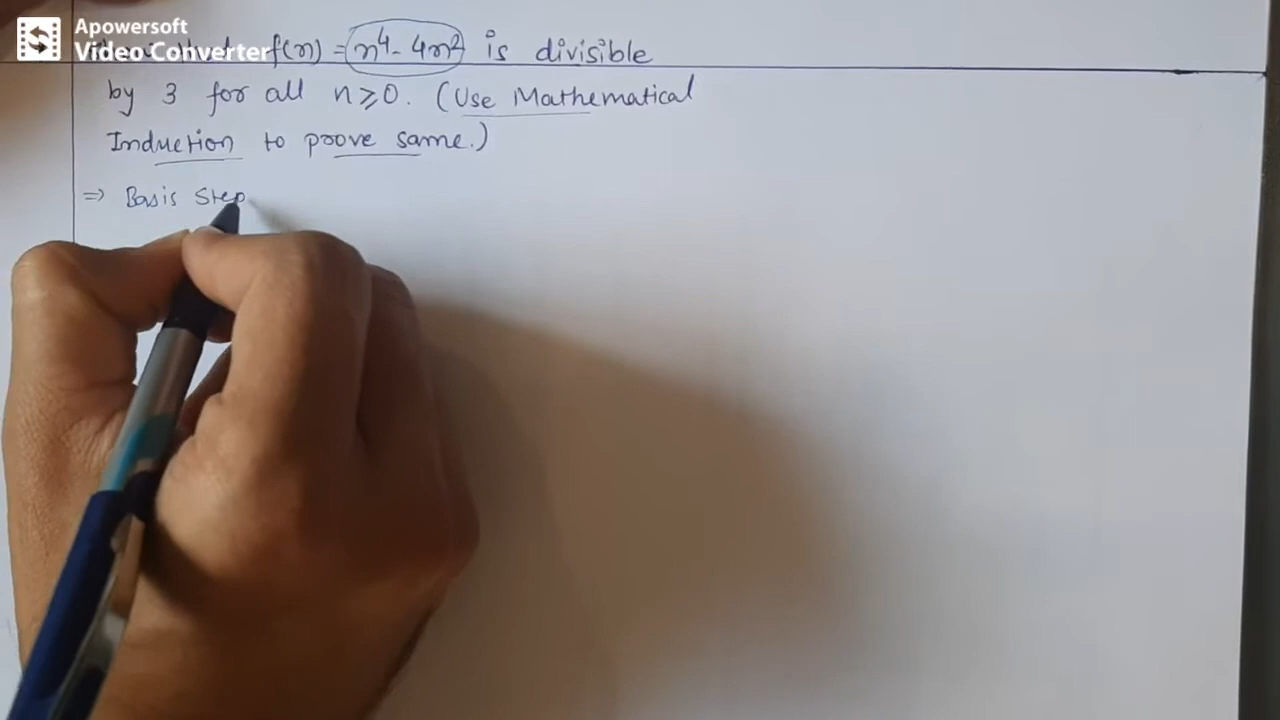 Apowersoft
Video Converter
f(n) = n⁴- 4n² is divisible
by 3 for all n ≥ 0. (Use Mathematical
Induction to prove same.)
⇒ Basis Step